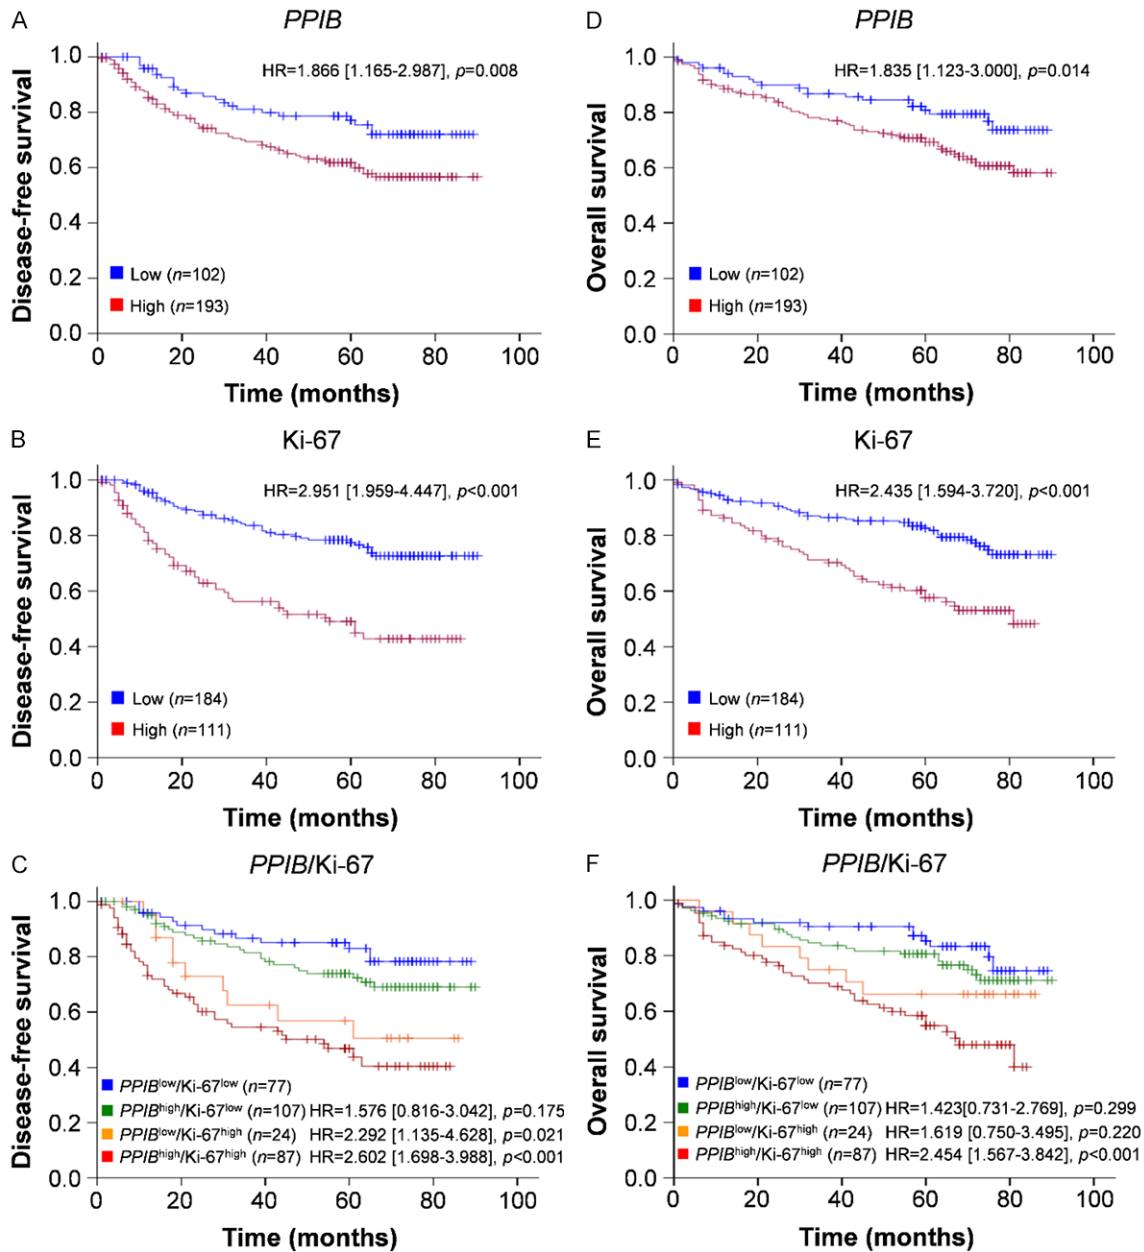 A
PPIB
HR=1.866 [1.165-2.987], p=0.008
Disease-free survival
1.0
0.8
0.6
0.4
0.2
0.0
Low (n=102)
High (n=193)
0 20 40 60 80 100
Time (months)
D
PPIB
HR=1.835 [1.123-3.000], p=0.014
Overall survival
1.0
0.8
0.6
0.4
0.2
0.0
Low (n=102)
High (n=193)
0 20 40 60 80 100
Time (months)
B
Ki-67
HR=2.951 [1.959-4.447], p<0.001
Disease-free survival
1.0
0.8
0.6
0.4
0.2
0.0
Low (n=184)
High (n=111)
0 20 40 60 80 100
Time (months)
E
Ki-67
HR=2.435 [1.594-3.720], p<0.001
Overall survival
1.0
0.8
0.6
0.4
0.2
0.0
Low (n=184)
High (n=111)
0 20 40 60 80 100
Time (months)
C
PPIB/Ki-67
Disease-free survival
1.0
0.8
0.6
0.4
0.2
0.0
PPIBlow/Ki-67low (n=77)
PPIBhigh/Ki-67low (n=107) HR=1.576 [0.816-3.042], p=0.175
PPIBlow/Ki-67high (n=24) HR=2.292 [1.135-4.628], p=0.021
PPIBhigh/Ki-67high (n=87) HR=2.602 [1.698-3.988], p<0.001
0 20 40 60 80 100
Time (months)
F
PPIB/Ki-67
Overall survival
1.0
0.8
0.6
0.4
0.2
0.0
PPIBlow/Ki-67low (n=77)
PPIBhigh/Ki-67low (n=107) HR=1.423[0.731-2.769], p=0.299
PPIBlow/Ki-67high (n=24) HR=1.619 [0.750-3.495], p=0.220
PPIBhigh/Ki-67high (n=87) HR=2.454 [1.567-3.842], p<0.001
0 20 40 60 80 100
Time (months)